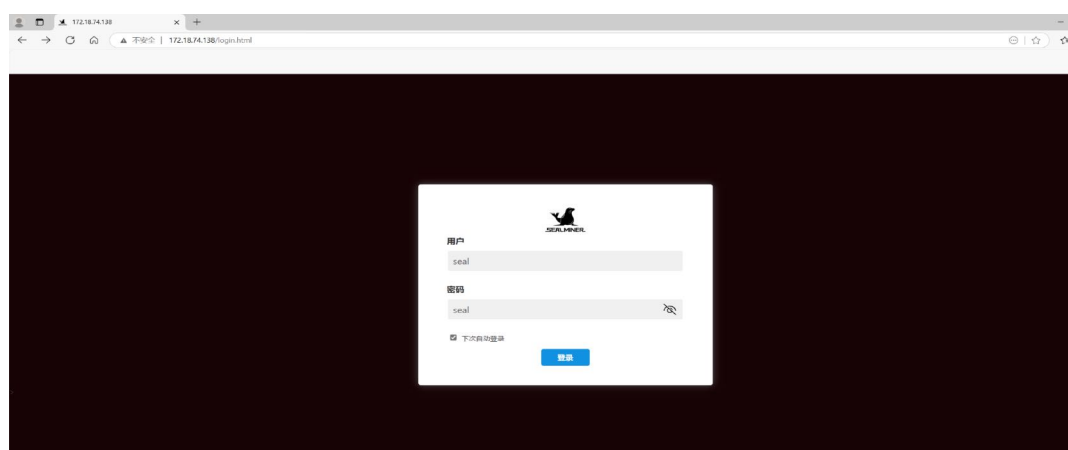 172.18.74.138
不安全 | 172.18.74.138/login.html
SEALMINER.
用户
seal
密码
seal
下次自动登录
登录